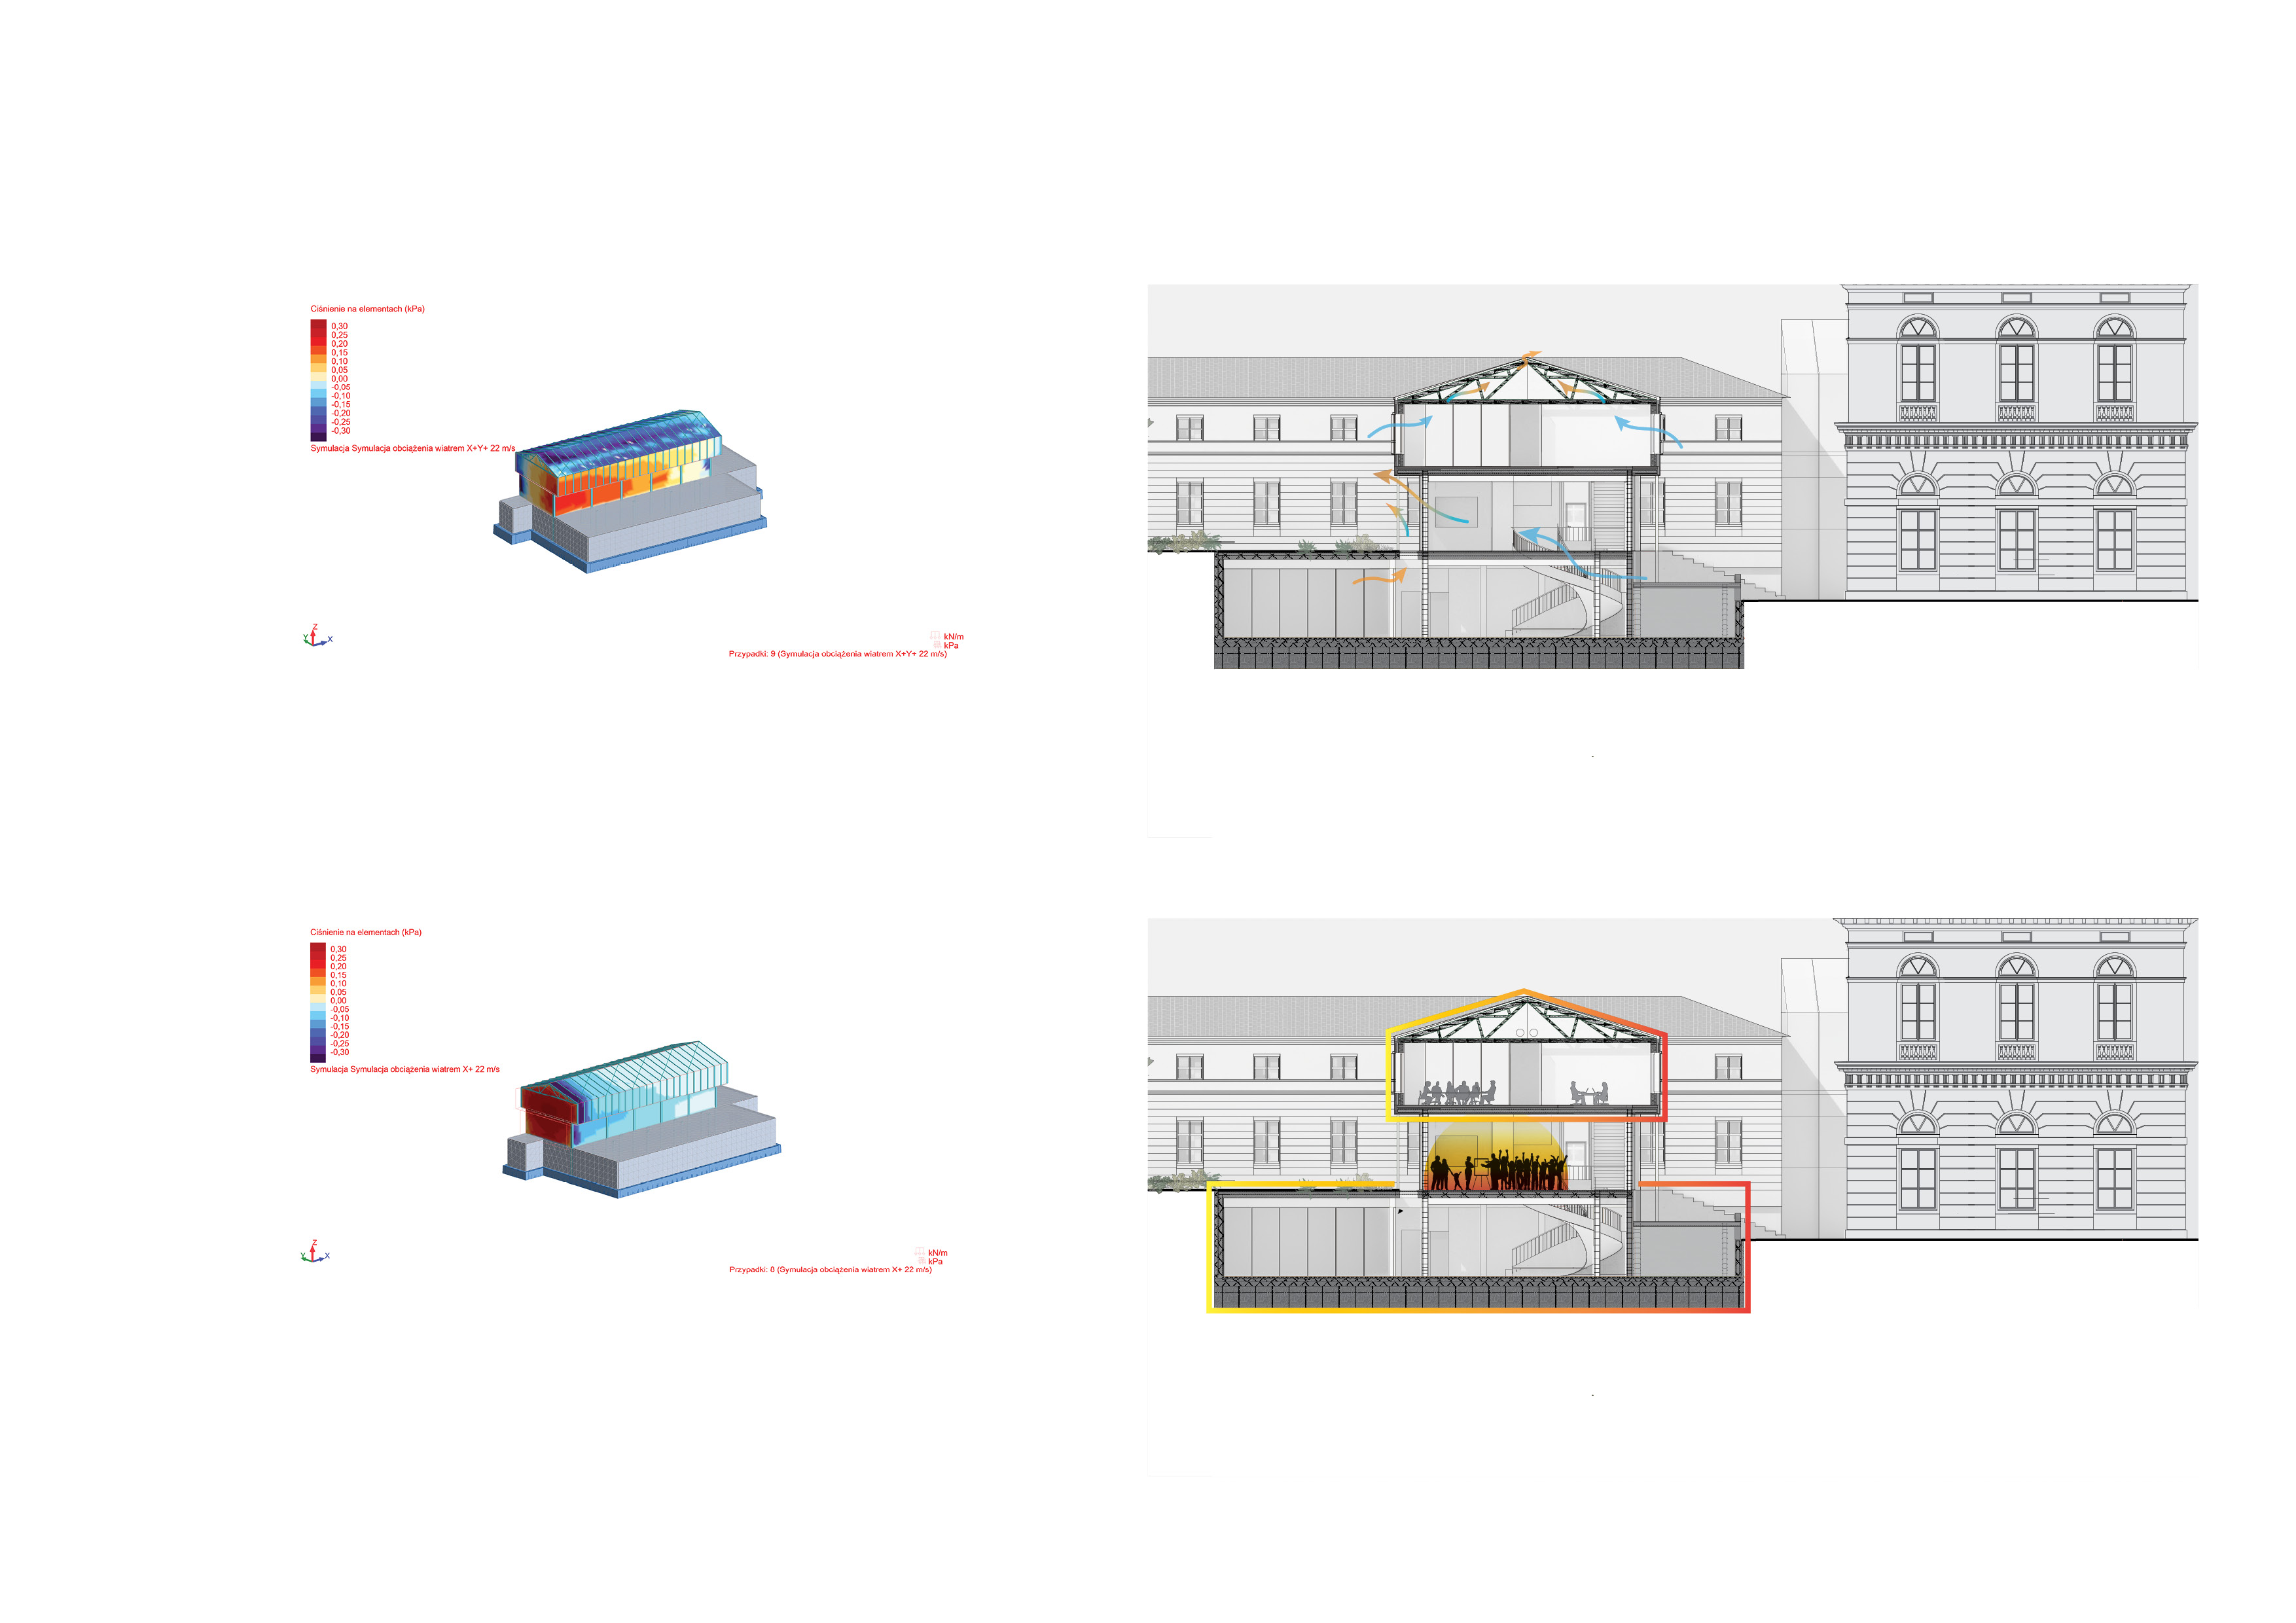 Ciśnienie na elementach (kPa)
0,30
0,25
0,20
0,15
0,10
0,05
0,00
-0,05
-0,10
-0,15
-0,20
-0,25
-0,30
Symulacja Symulacja obciążenia wiatrem X+Y+ 22 m/s
Z
Y
X
kN/m
kPa
Przypadki: 9 (Symulacja obciążenia wiatrem X+Y+ 22 m/s)
Ciśnienie na elementach (kPa)
0,30
0,25
0,20
0,15
0,10
0,05
0,00
-0,05
-0,10
-0,15
-0,20
-0,25
-0,30
Symulacja Symulacja obciążenia wiatrem X+ 22 m/s
Z
Y
X
kN/m
kPa
Przypadki: 0 (Symulacja obciążenia wiatrem X+ 22 m/s)